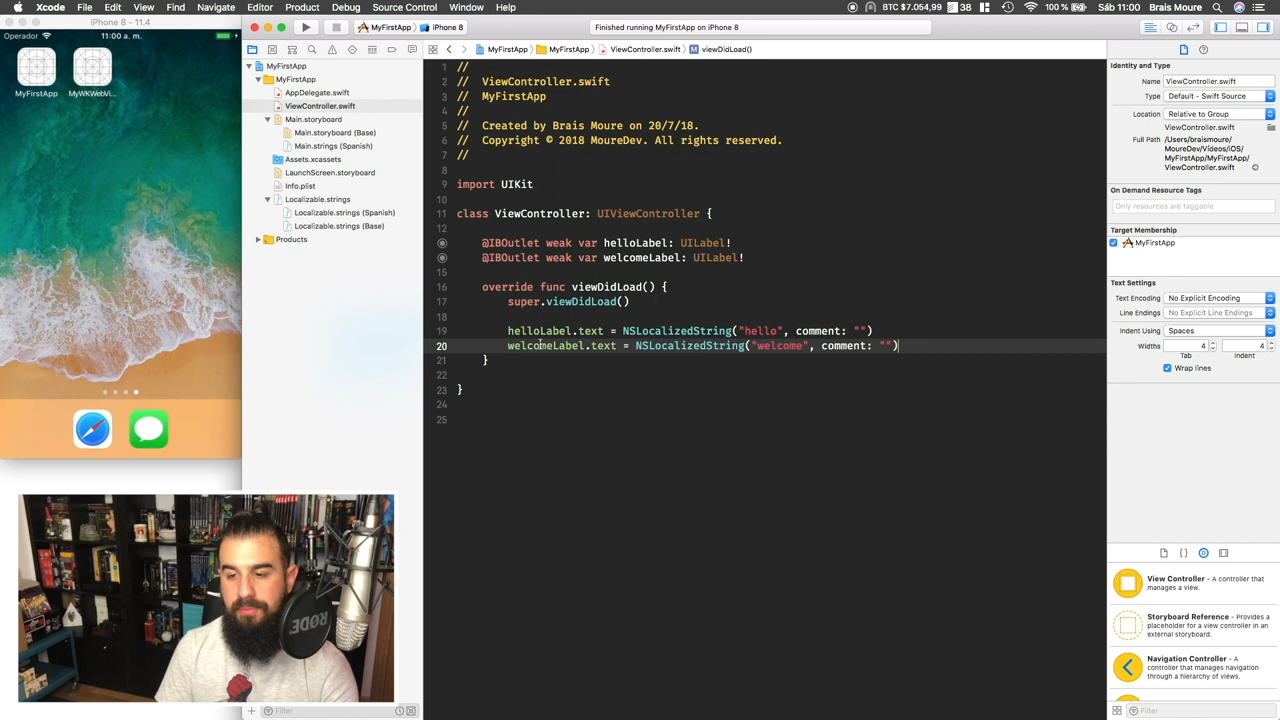 Xcode File Edit View Find Navigate Editor Product Debug
BTC $7.054,99 38 100% 11:00 Brais Moure
iPhone 8 - 11.4
MyFirstApp iPhone 8
Finished running MyFirstApp on iPhone 8
Operador 11:00 a. m.
MyFirstApp MyWKWebVi...
MyFirstApp
MyFirstApp
AppDelegate.swift
ViewController.swift
Main.storyboard
Main.storyboard (Base)
Main.strings (Spanish)
Assets.xcassets
LaunchScreen.storyboard
Info.plist
Localizable.strings
Localizable.strings (Spanish)
Localizable.strings (Base)
Products
Filter
MyFirstApp MyFirstApp ViewController.swift M viewDidLoad()
1 //
2 // ViewController.swift
3 // MyFirstApp
4 //
5 // Created by Brais Moure on 20/7/18.
6 // Copyright © 2018 MoureDev. All rights reserved.
7 //
8
9 import UIKit
10
11 class ViewController: UIViewController {
12
@IBOutlet weak var helloLabel: UILabel!
@IBOutlet weak var welcomeLabel: UILabel!
15
16 override func viewDidLoad() {
17 super.viewDidLoad()
18
19 helloLabel.text = NSLocalizedString("hello", comment: "")
20 welcomeLabel.text = NSLocalizedString("welcome", comment: "")
21 }
22
23 }
24
25
RODE
Identity and Type
Name ViewController.swift
Type Default - Swift Source
Location Relative to Group
ViewController.swift
Full Path /Users/braismoure/
MoureDev/Vídeos/iOS/
MyFirstApp/MyFirstApp/
ViewController.swift
On Demand Resource Tags
Only resources are taggable
Target Membership
MyFirstApp
Text Settings
Text Encoding No Explicit Encoding
Line Endings No Explicit Line Endings
Indent Using Spaces
Widths 4 4
Tab Indent
Wrap lines
View Controller - A controller that
manages a view.
Storyboard Reference - Provides a
placeholder for a view controller in an
external storyboard.
Navigation Controller - A
controller that manages navigation
through a hierarchy of views.
Filter